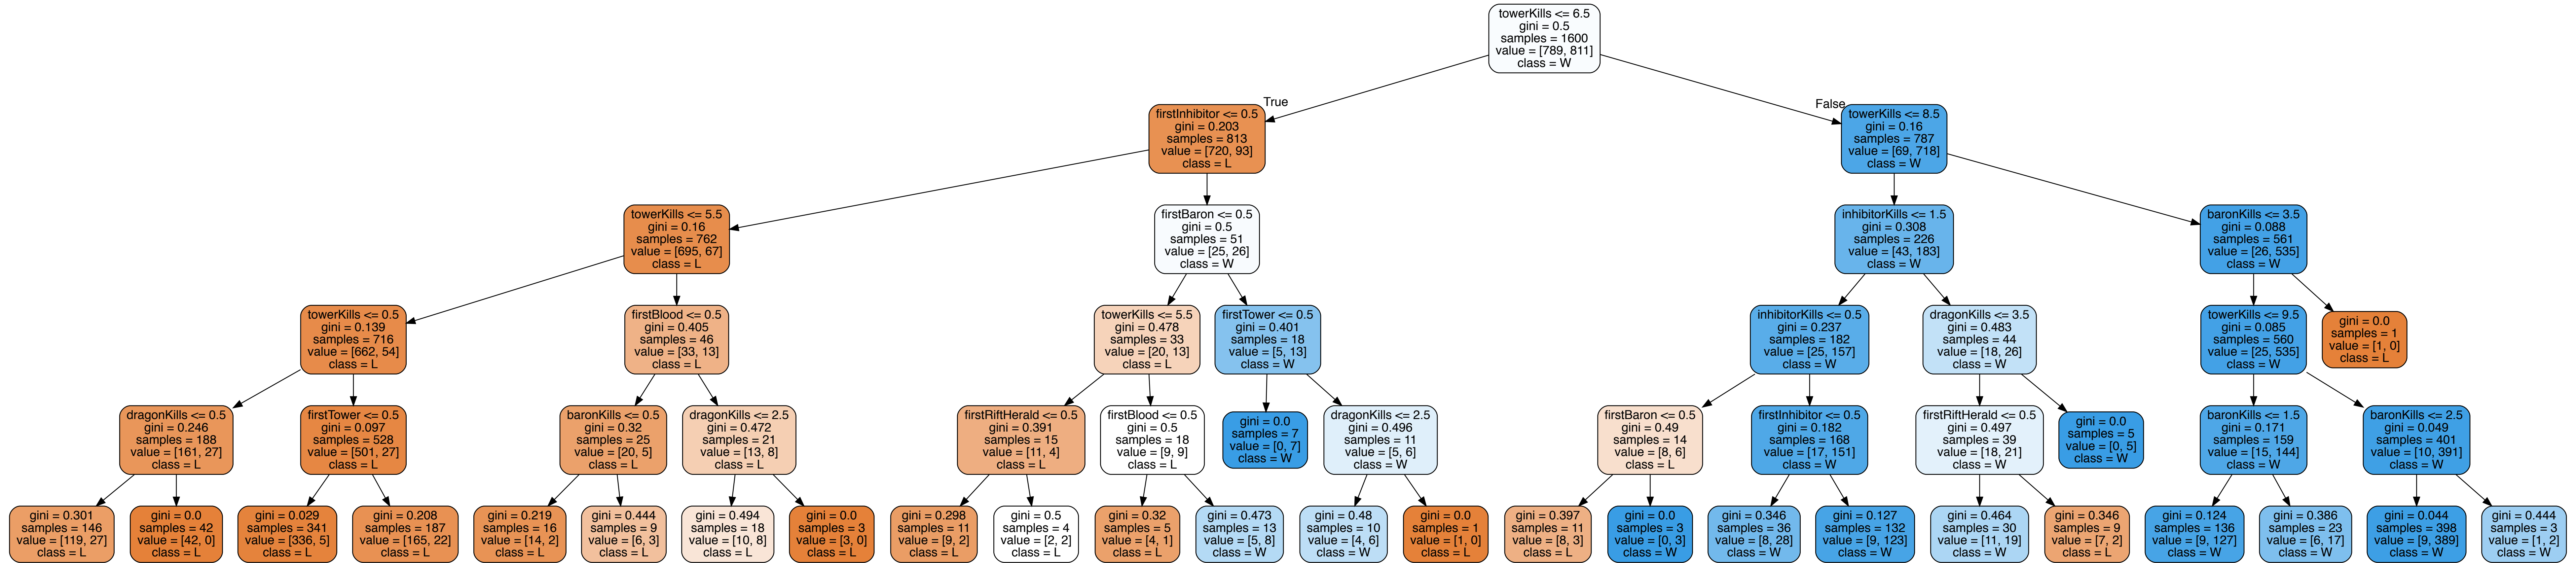 towerKills <= 6.5
gini = 0.5
samples = 1600
value = [789, 811]
class = W
True
False
firstInhibitor <= 0.5
gini = 0.203
samples = 813
value = [720, 93]
class = L
towerKills <= 8.5
gini = 0.16
samples = 787
value = [69, 718]
class = W
towerKills <= 5.5
gini = 0.16
samples = 762
value = [695, 67]
class = L
firstBaron <= 0.5
gini = 0.5
samples = 51
value = [25, 26]
class = W
inhibitorKills <= 1.5
gini = 0.308
samples = 226
value = [43, 183]
class = W
baronKills <= 3.5
gini = 0.088
samples = 561
value = [26, 535]
class = W
towerKills <= 0.5
gini = 0.139
samples = 716
value = [662, 54]
class = L
firstBlood <= 0.5
gini = 0.405
samples = 46
value = [33, 13]
class = L
towerKills <= 5.5
gini = 0.478
samples = 33
value = [20, 13]
class = L
firstTower <= 0.5
gini = 0.401
samples = 18
value = [5, 13]
class = W
inhibitorKills <= 0.5
gini = 0.237
samples = 182
value = [25, 157]
class = W
dragonKills <= 3.5
gini = 0.483
samples = 44
value = [18, 26]
class = W
towerKills <= 9.5
gini = 0.085
samples = 560
value = [25, 535]
class = W
gini = 0.0
samples = 1
value = [1, 0]
class = L
dragonKills <= 0.5
gini = 0.246
samples = 188
value = [161, 27]
class = L
firstTower <= 0.5
gini = 0.097
samples = 528
value = [501, 27]
class = L
baronKills <= 0.5
gini = 0.32
samples = 25
value = [20, 5]
class = L
dragonKills <= 2.5
gini = 0.472
samples = 21
value = [13, 8]
class = L
firstRiftHerald <= 0.5
gini = 0.391
samples = 15
value = [11, 4]
class = L
firstBlood <= 0.5
gini = 0.5
samples = 18
value = [9, 9]
class = L
gini = 0.0
samples = 7
value = [0, 7]
class = W
dragonKills <= 2.5
gini = 0.496
samples = 11
value = [5, 6]
class = W
firstBaron <= 0.5
gini = 0.49
samples = 14
value = [8, 6]
class = L
firstInhibitor <= 0.5
gini = 0.182
samples = 168
value = [17, 151]
class = W
firstRiftHerald <= 0.5
gini = 0.497
samples = 39
value = [18, 21]
class = W
gini = 0.0
samples = 5
value = [0, 5]
class = W
baronKills <= 1.5
gini = 0.171
samples = 159
value = [15, 144]
class = W
baronKills <= 2.5
gini = 0.049
samples = 401
value = [10, 391]
class = W
gini = 0.301
samples = 146
value = [119, 27]
class = L
gini = 0.0
samples = 42
value = [42, 0]
class = L
gini = 0.029
samples = 341
value = [336, 5]
class = L
gini = 0.208
samples = 187
value = [165, 22]
class = L
gini = 0.219
samples = 16
value = [14, 2]
class = L
gini = 0.444
samples = 9
value = [6, 3]
class = L
gini = 0.494
samples = 18
value = [10, 8]
class = L
gini = 0.0
samples = 3
value = [3, 0]
class = L
gini = 0.298
samples = 11
value = [9, 2]
class = L
gini = 0.5
samples = 4
value = [2, 2]
class = L
gini = 0.32
samples = 5
value = [4, 1]
class = L
gini = 0.473
samples = 13
value = [5, 8]
class = W
gini = 0.48
samples = 10
value = [4, 6]
class = W
gini = 0.0
samples = 1
value = [1, 0]
class = L
gini = 0.397
samples = 11
value = [8, 3]
class = L
gini = 0.0
samples = 3
value = [0, 3]
class = W
gini = 0.346
samples = 36
value = [8, 28]
class = W
gini = 0.127
samples = 132
value = [9, 123]
class = W
gini = 0.464
samples = 30
value = [11, 19]
class = W
gini = 0.346
samples = 9
value = [7, 2]
class = L
gini = 0.124
samples = 136
value = [9, 127]
class = W
gini = 0.386
samples = 23
value = [6, 17]
class = W
gini = 0.044
samples = 398
value = [9, 389]
class = W
gini = 0.444
samples = 3
value = [1, 2]
class = W